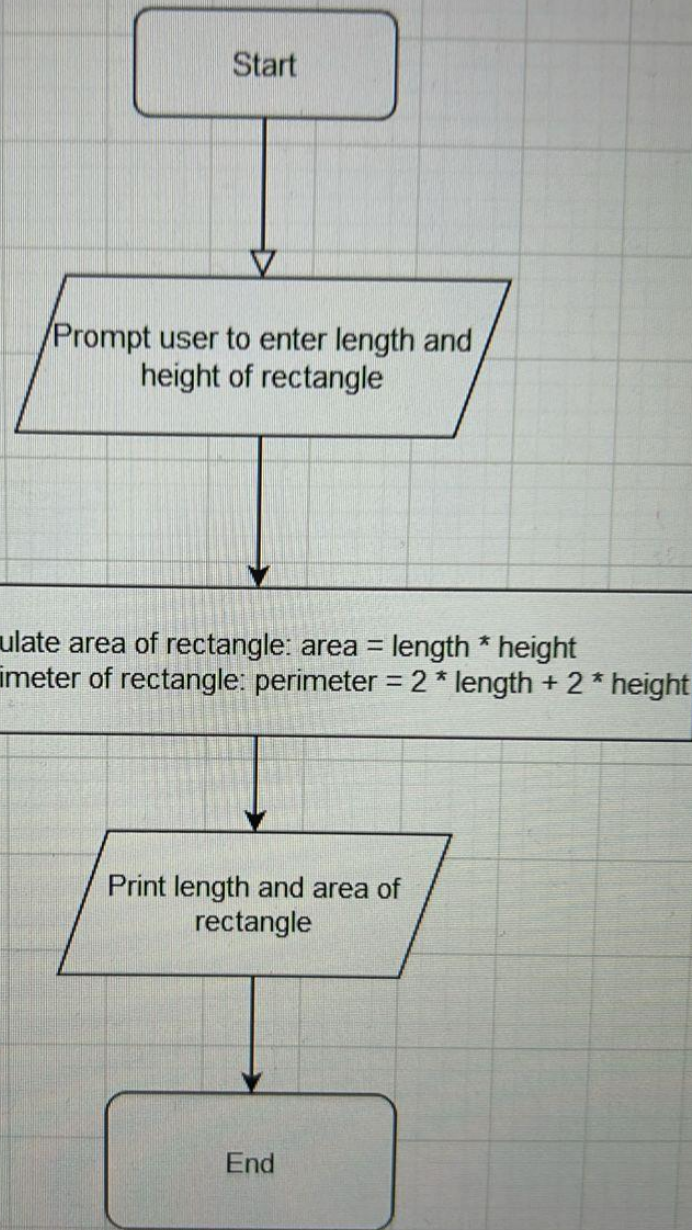 Start
Prompt user to enter length and
height of rectangle
ulate area of rectangle: area = length * height
imeter of rectangle: perimeter = 2 * length + 2 * height
Print length and area of
rectangle
End